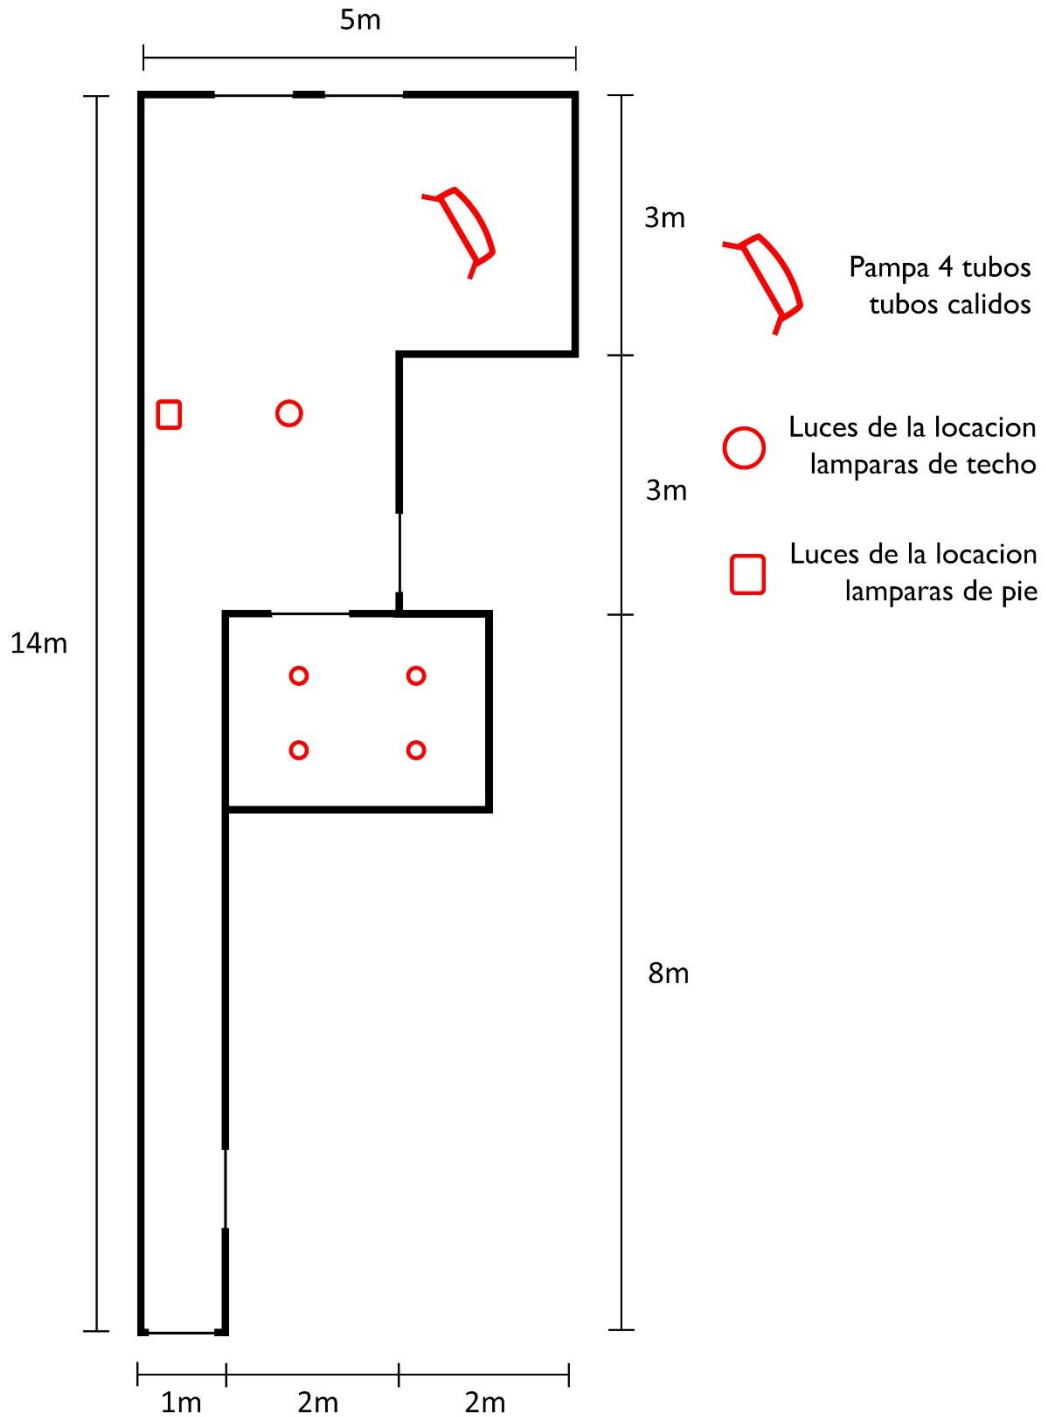 5m
3m
Pampa 4 tubos
tubos calidos
Luces de la locacion
lamparas de techo
3m
Luces de la locacion
lamparas de pie
14m
8m
1m
2m
2m